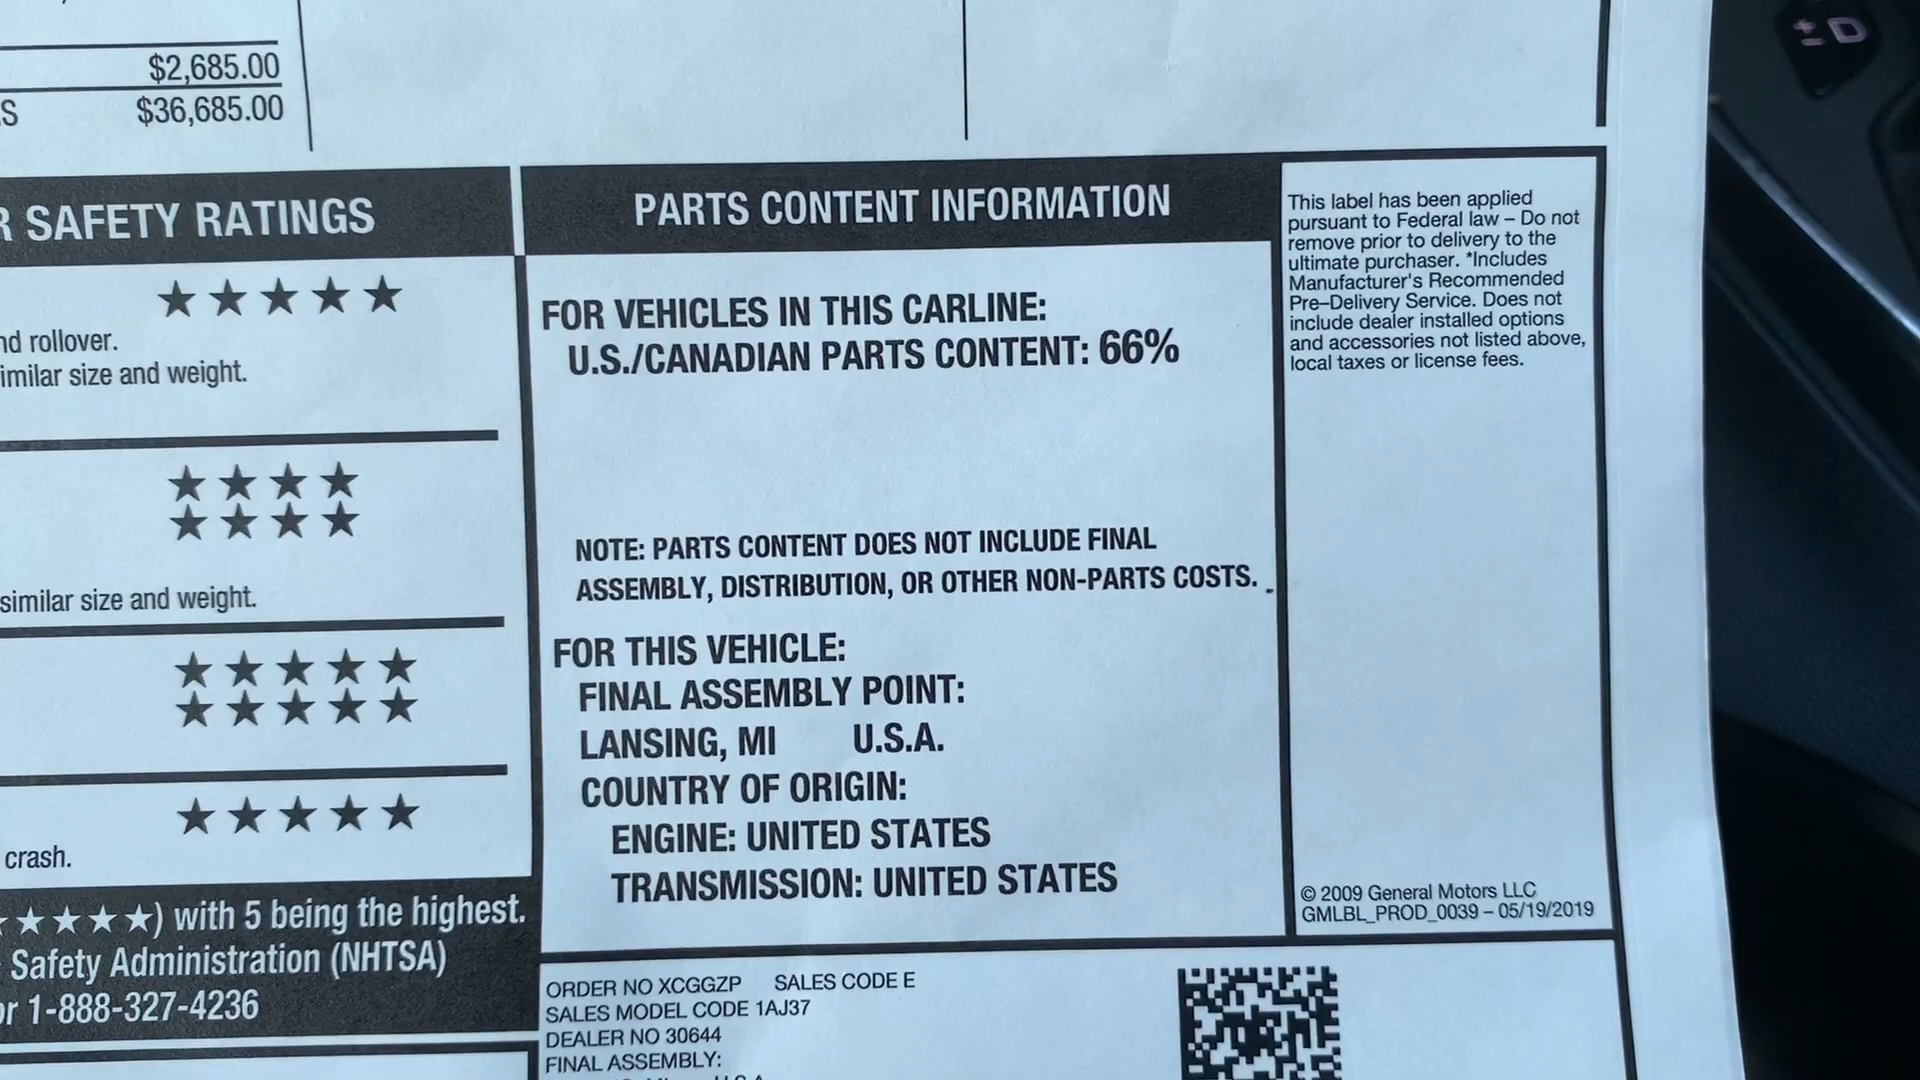 $2,685.00
S $36,685.00
R SAFETY RATINGS
★★★★★
nd rollover.
imilar size and weight.
★★★★
★★★★
similar size and weight.
★★★★★
★★★★★
★★★★★
crash.
★★★★★) with 5 being the highest.
Safety Administration (NHTSA)
or 1-888-327-4236
PARTS CONTENT INFORMATION
FOR VEHICLES IN THIS CARLINE:
U.S./CANADIAN PARTS CONTENT: 66%
NOTE: PARTS CONTENT DOES NOT INCLUDE FINAL
ASSEMBLY, DISTRIBUTION, OR OTHER NON-PARTS COSTS.
FOR THIS VEHICLE:
FINAL ASSEMBLY POINT:
LANSING, MI U.S.A.
COUNTRY OF ORIGIN:
ENGINE: UNITED STATES
TRANSMISSION: UNITED STATES
This label has been applied
pursuant to Federal law – Do not
remove prior to delivery to the
ultimate purchaser. *Includes
Manufacturer's Recommended
Pre–Delivery Service. Does not
include dealer installed options
and accessories not listed above,
local taxes or license fees.
© 2009 General Motors LLC
GMLBL_PROD_0039 – 05/19/2019
ORDER NO XCGGZP SALES CODE E
SALES MODEL CODE 1AJ37
DEALER NO 30644
FINAL ASSEMBLY:
± D